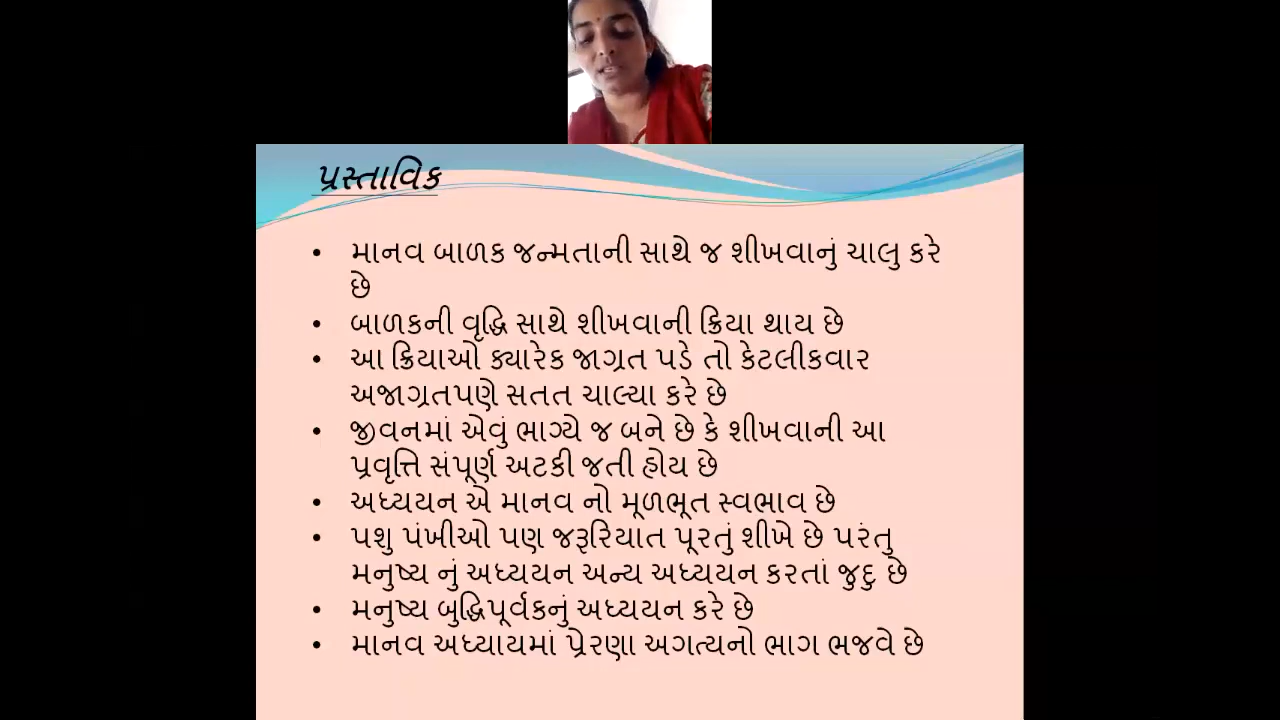 પ્રસ્તાવિક
• માનવ બાળક જન્મતાની સાથે જ શીખવાનું ચાલુ કરે
છે
• બાળકની વૃદ્ધિ સાથે શીખવાની ક્રિયા થાય છે
• આ ક્રિયાઓ ક્યારેક જાગ્રત પડે તો કેટલીકવાર
અજાગ્રતપણે સતત ચાલ્યા કરે છે
• જીવનમાં એવું ભાગ્યે જ બને છે કે શીખવાની આ
પ્રવૃત્તિ સંપૂર્ણ અટકી જતી હોય છે
• અધ્યયન એ માનવ નો મૂળભૂત સ્વભાવ છે
• પશુ પંખીઓ પણ જરૂરિયાત પૂરતું શીખે છે પરંતુ
મનુષ્ય નું અધ્યયન અન્ય અધ્યયન કરતાં જુદુ છે
• મનુષ્ય બુદ્ધિપૂર્વકનું અધ્યયન કરે છે
• માનવ અધ્યાયમાં પ્રેરણા અગત્યનો ભાગ ભજવે છે